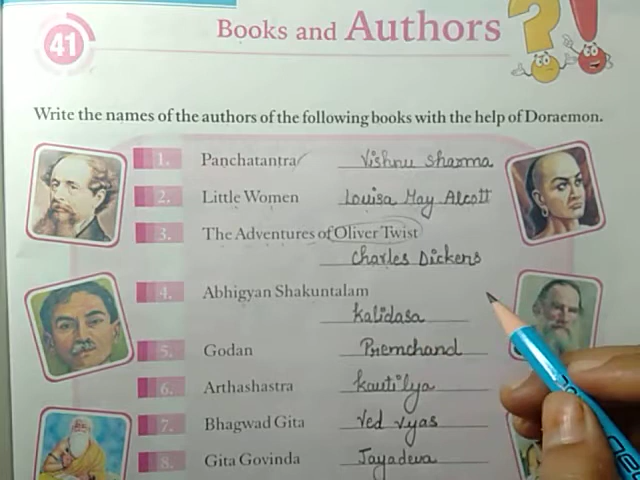 41
Books and Authors
Write the names of the authors of the following books with the help of Doraemon.
1. Panchatantra Vishnu Sharma
2. Little Women Louisa May Alcott
3. The Adventures of Oliver Twist
Charles Dickens
4. Abhigyan Shakuntalam
Kalidasa
5. Godan Premchand
6. Arthashastra Kautilya
7. Bhagwad Gita Ved Vyas
8. Gita Govinda Jayadeva